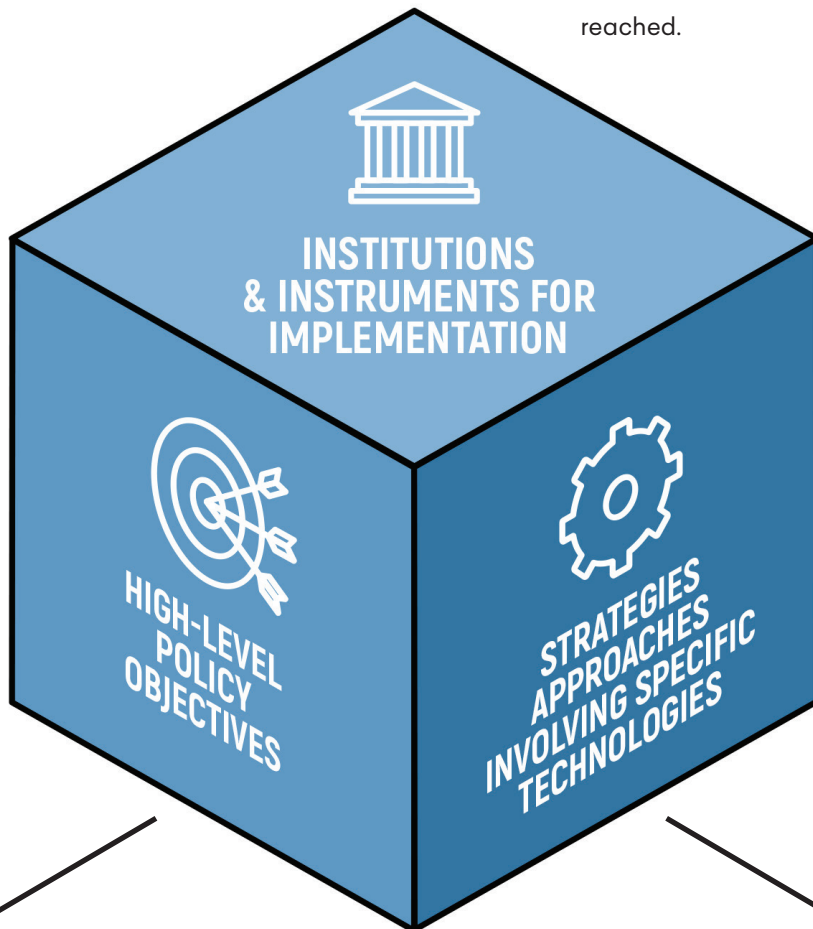 reached.
INSTITUTIONS
& INSTRUMENTS FOR
IMPLEMENTATION
HIGH-LEVEL
POLICY
OBJECTIVES
STRATEGIES
APPROACHES
INVOLVING SPECIFIC
TECHNOLOGIES